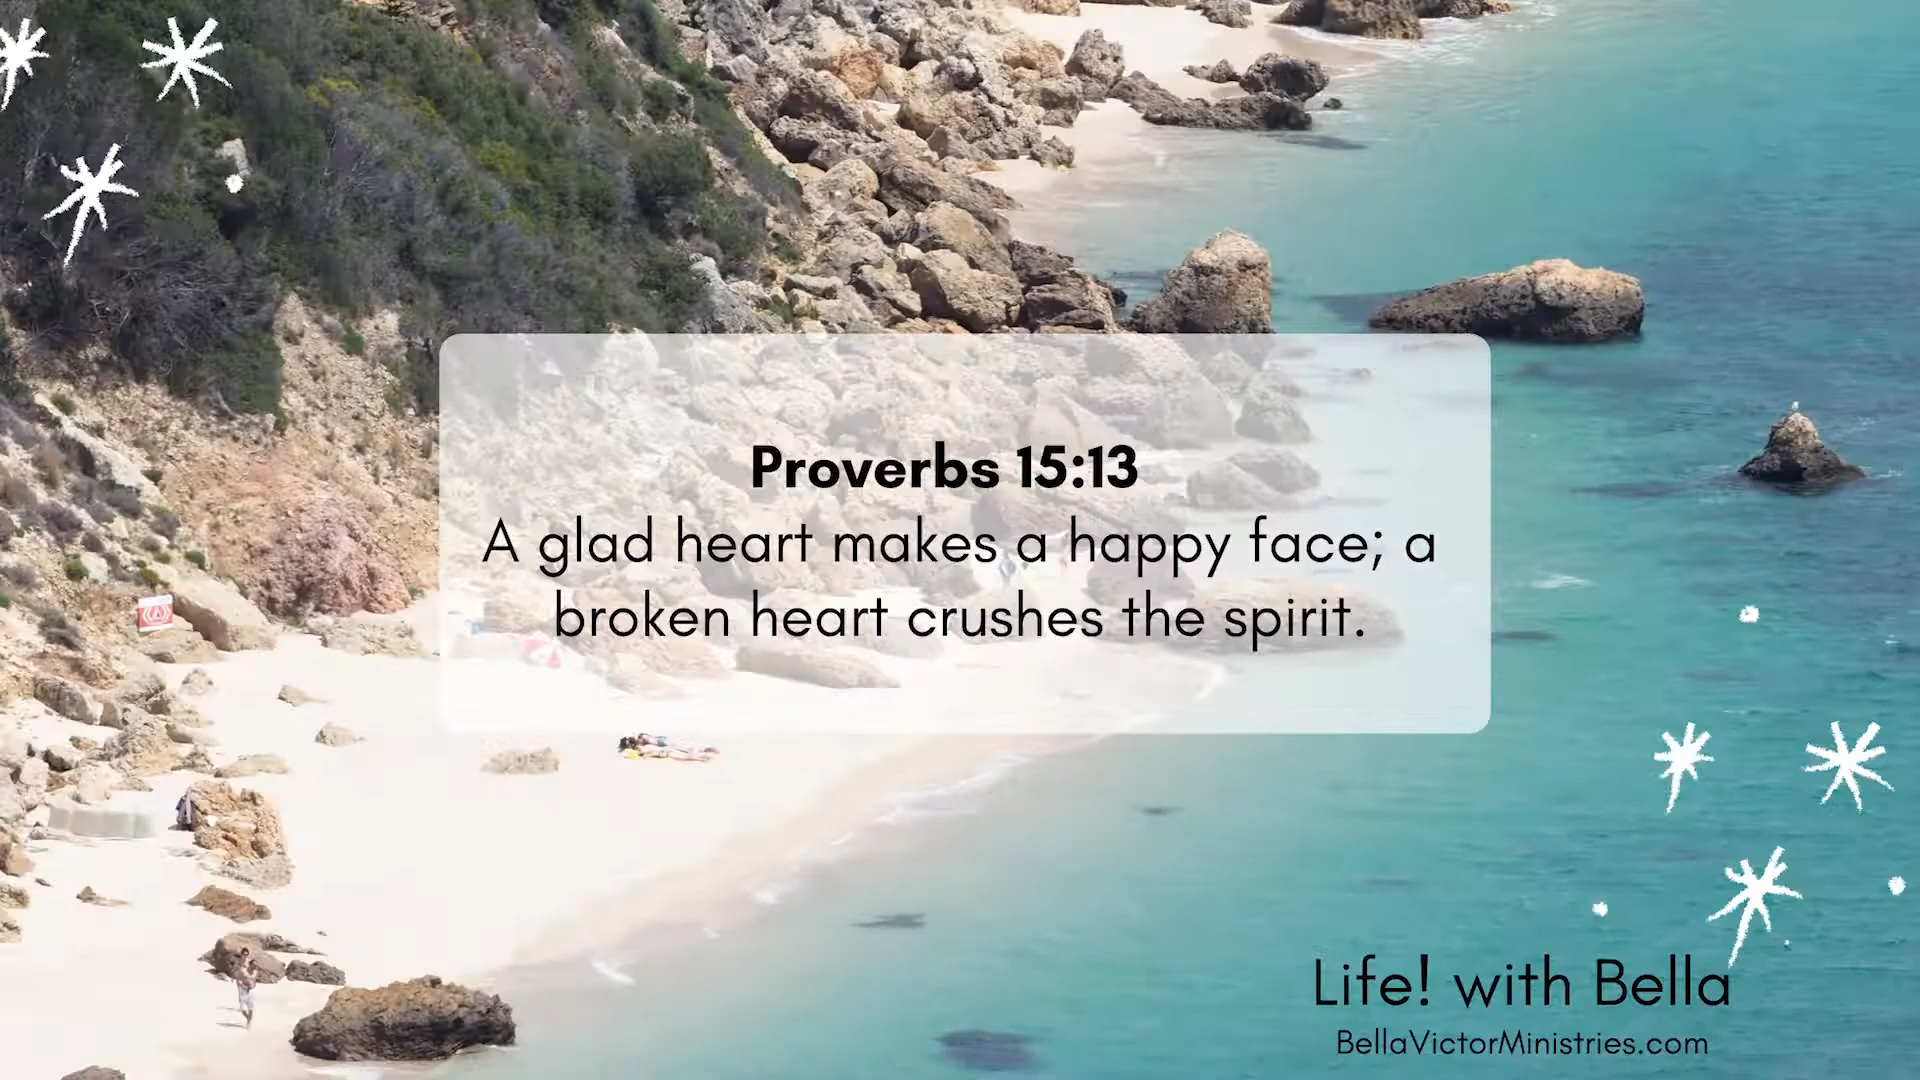 Proverbs 15:13
A glad heart makes a happy face; a
broken heart crushes the spirit.
Life! with Bella
BellaVictorMinistries.com